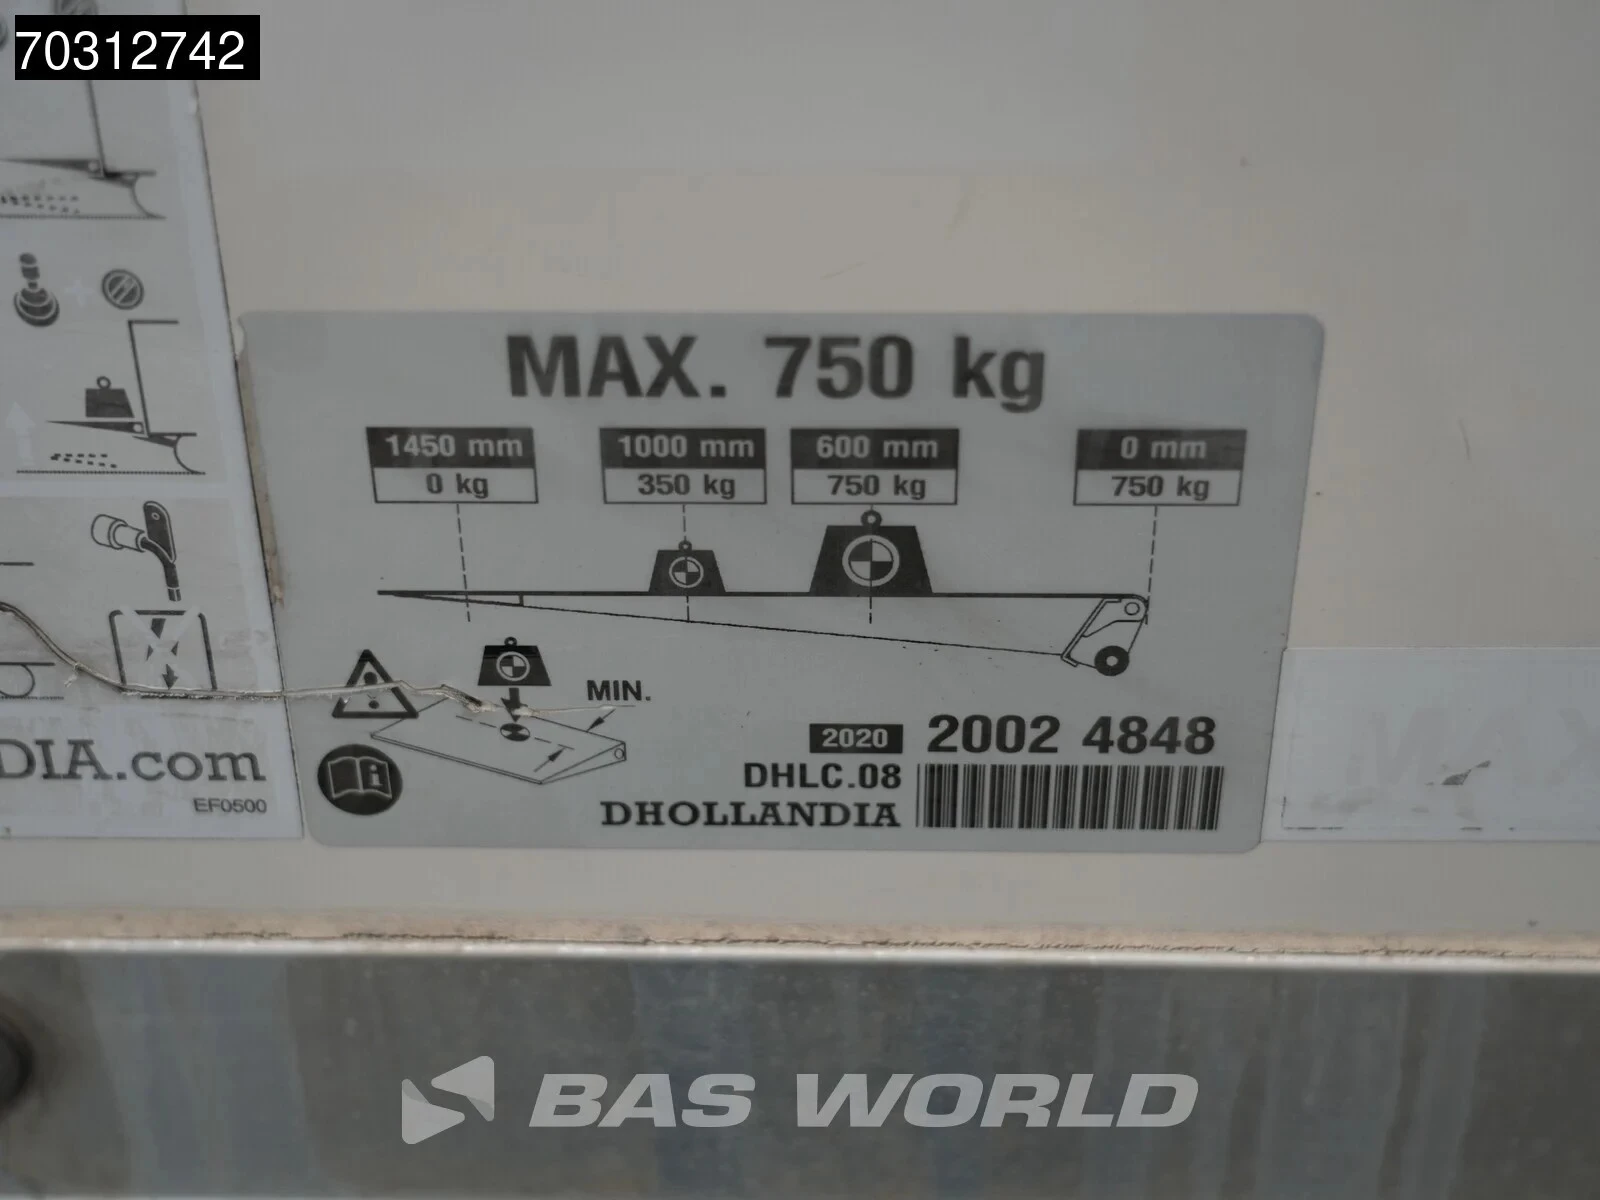 70312742
MAX. 750 kg
1450 mm 1000 mm 600 mm 0 mm
0 kg 350 kg 750 kg 750 kg
MIN.
2020 2002 4848
DHLC.08
DHOLLANDIA
DIA.com
EF0500
MAX
BAS WORLD